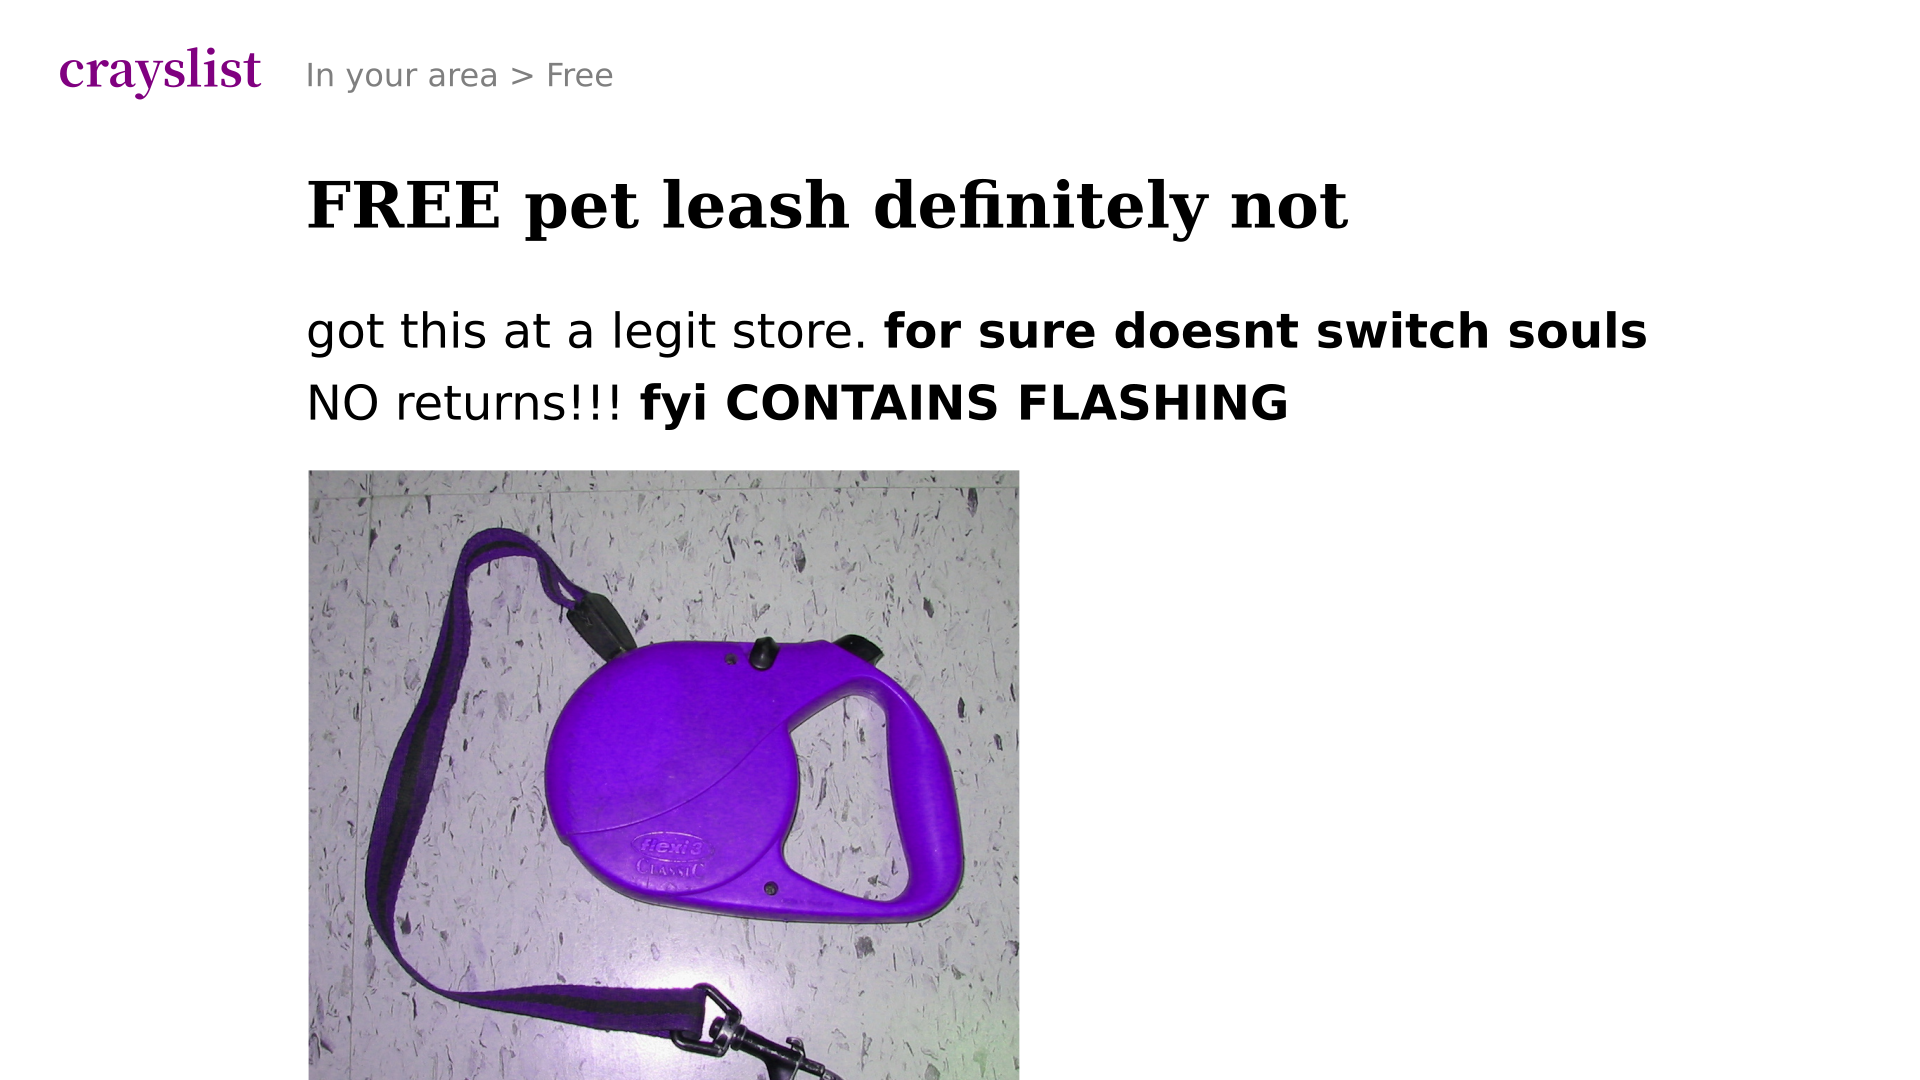 crayslist In your area > Free
FREE pet leash definitely not
got this at a legit store. for sure doesnt switch souls
NO returns!!! fyi CONTAINS FLASHING
flexi 3
CLASSIC